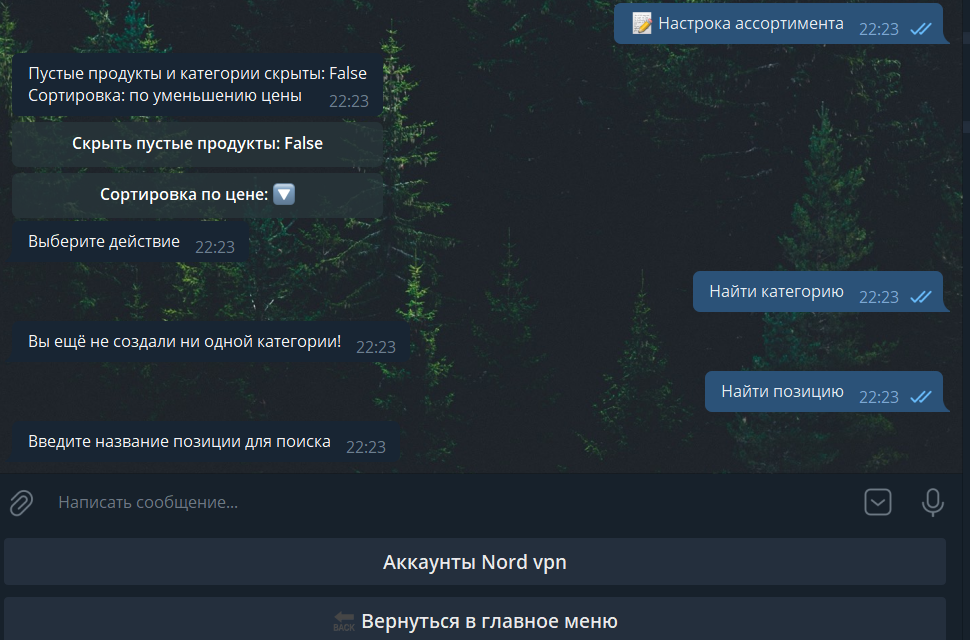 📝 Настрока ассортимента 22:23
Пустые продукты и категории скрыты: False
Сортировка: по уменьшению цены 22:23
Скрыть пустые продукты: False
Сортировка по цене: 🔽
Выберите действие 22:23
Найти категорию 22:23
Вы ещё не создали ни одной категории! 22:23
Найти позицию 22:23
Введите название позиции для поиска 22:23
Написать сообщение...
Аккаунты Nord vpn
BACK Вернуться в главное меню